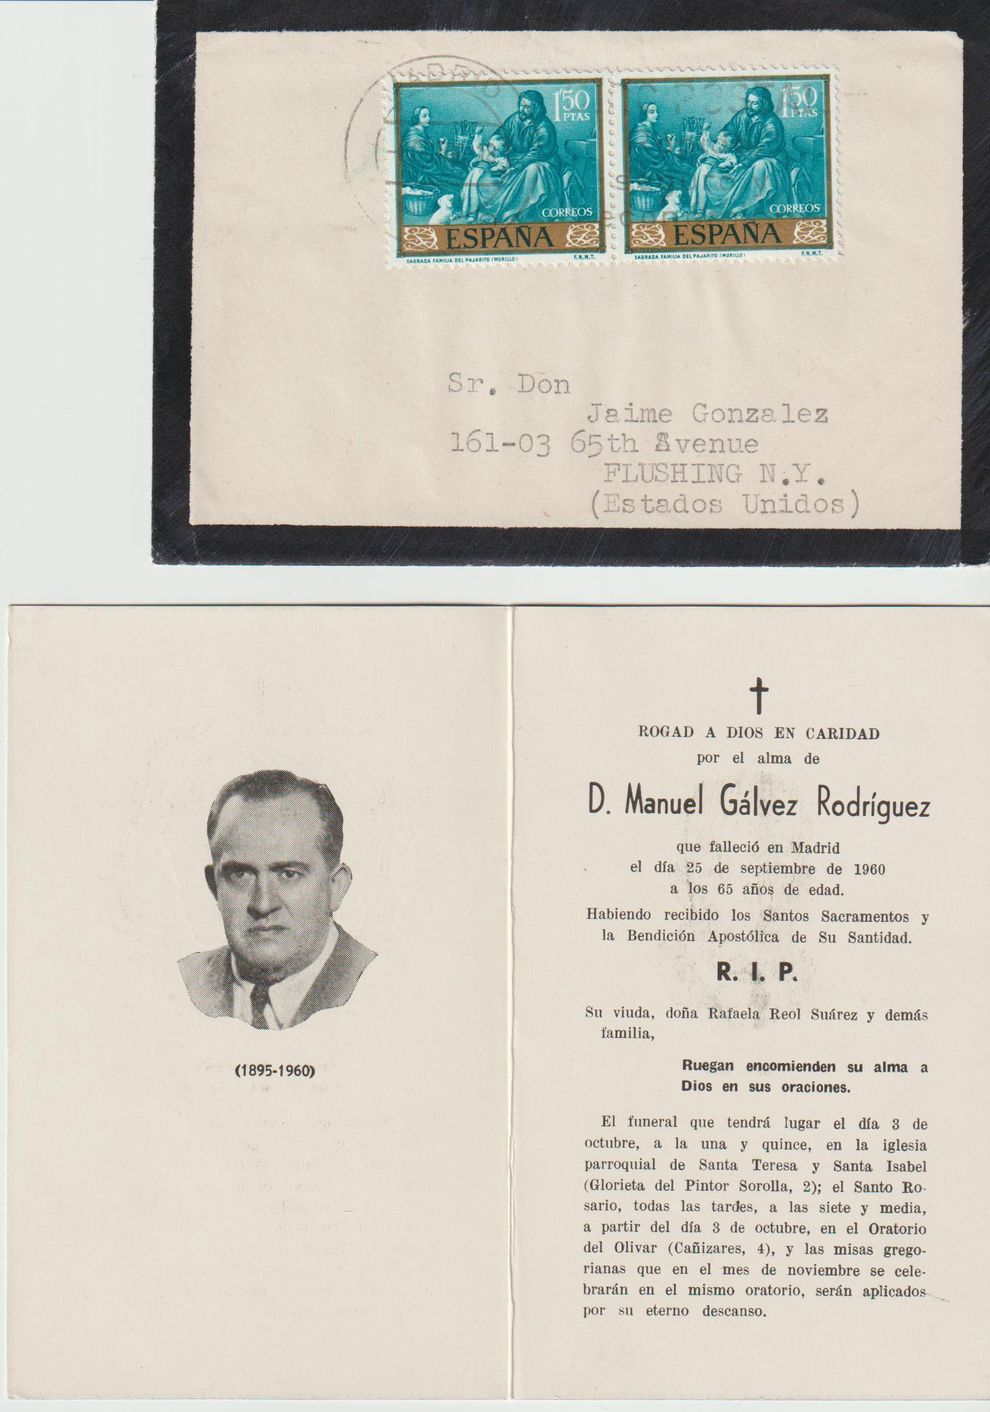 MADRID
1'50
PTAS
CORREOS
ESPAÑA
SAGRADA FAMILIA DEL PAJARITO (MURILLO) F.N.M.T.
1'50
PTAS
CORREOS
ESPAÑA
SAGRADA FAMILIA DEL PAJARITO (MURILLO) F.N.M.T.
Sr. Don
Jaime Gonzalez
161-03 65th Avenue
FLUSHING N.Y.
(Estados Unidos)
(1895-1960)
ROGAD A DIOS EN CARIDAD
por el alma de
D. Manuel Gálvez Rodríguez
que falleció en Madrid
el día 25 de septiembre de 1960
a los 65 años de edad.
Habiendo recibido los Santos Sacramentos y
la Bendición Apostólica de Su Santidad.
R. I. P.
Su viuda, doña Rafaela Reol Suárez y demás
familia,
Ruegan encomienden su alma a
Dios en sus oraciones.
El funeral que tendrá lugar el día 3 de
octubre, a la una y quince, en la iglesia
parroquial de Santa Teresa y Santa Isabel
(Glorieta del Pintor Sorolla, 2); el Santo Ro-
sario, todas las tardes, a las siete y media,
a partir del día 3 de octubre, en el Oratorio
del Olivar (Cañizares, 4), y las misas grego-
rianas que en el mes de noviembre se cele-
brarán en el mismo oratorio, serán aplicados
por su eterno descanso.